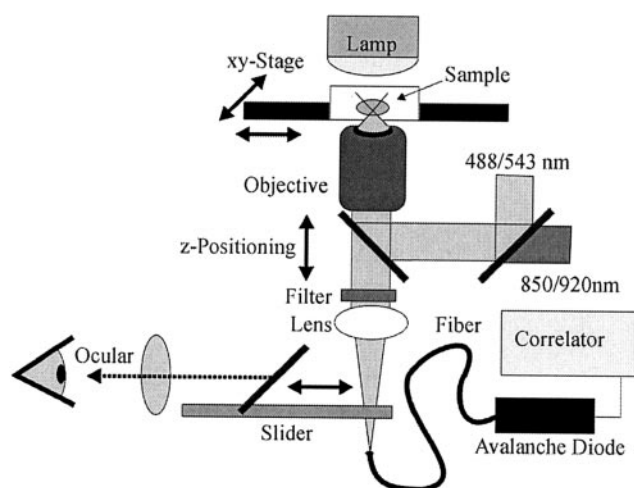 Lamp
xy-Stage
Sample
488/543 nm
Objective
z-Positioning
850/920nm
Filter
Lens
Fiber
Correlator
Ocular
Slider
Avalanche Diode